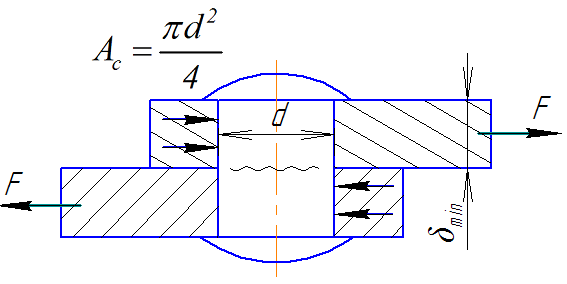 A_c = πd²/4
d
F
F
δ_min